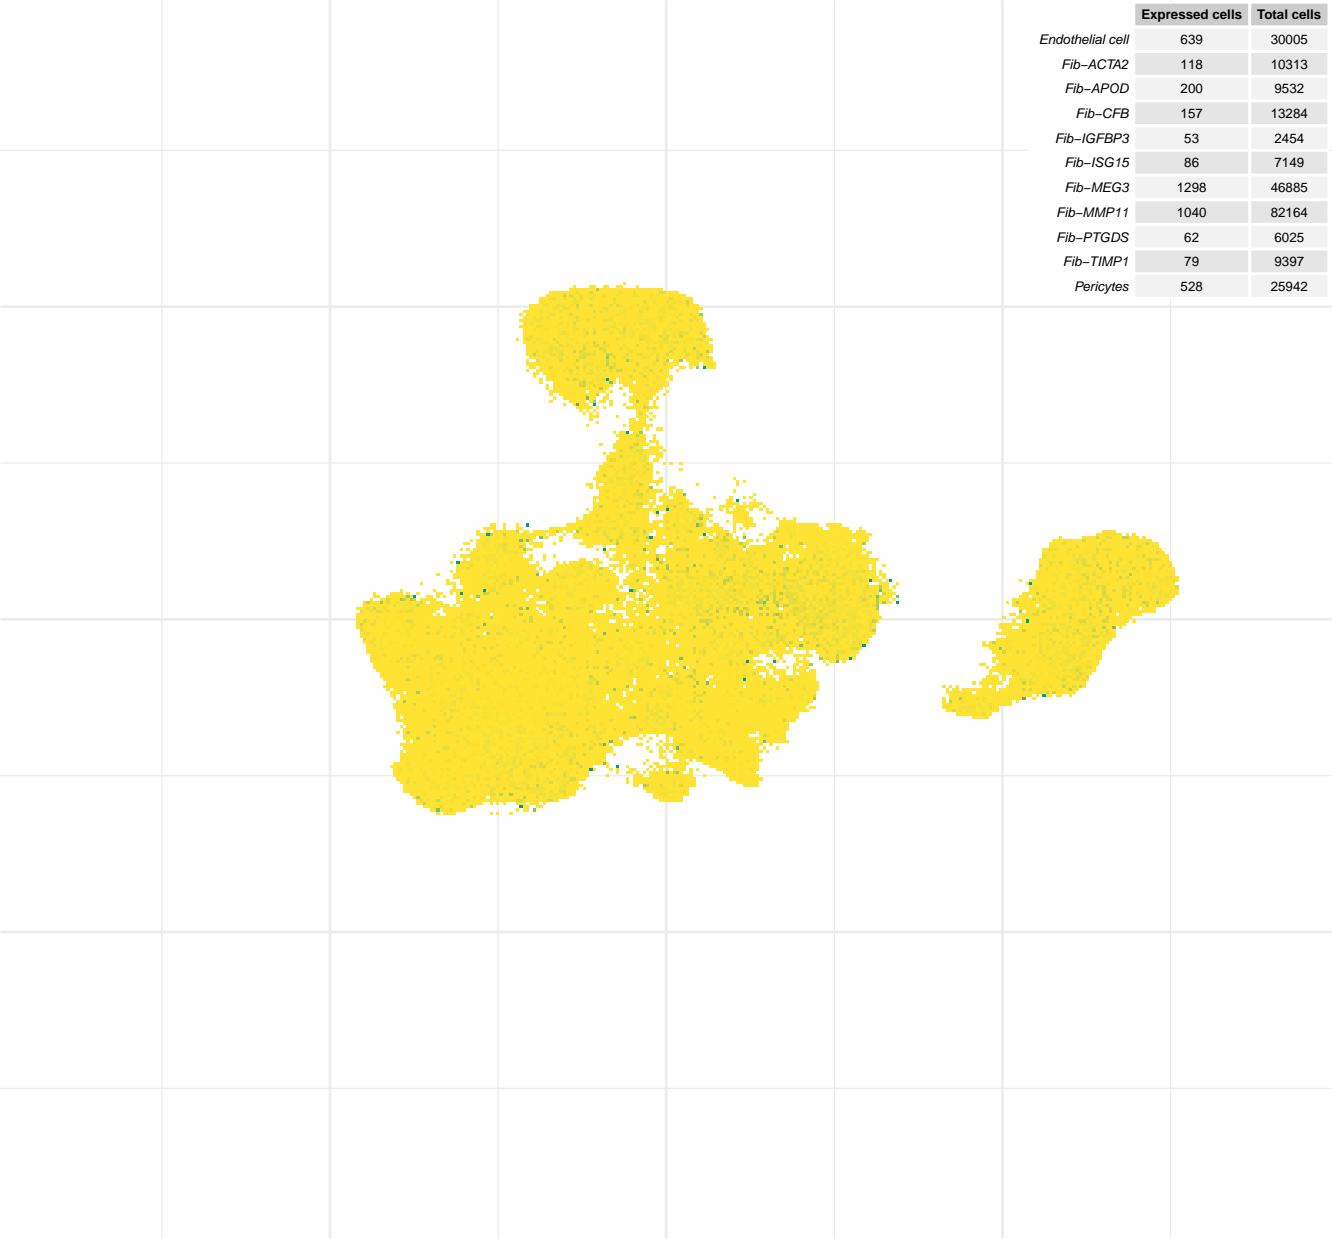 Expressed cells Total cells
Endothelial cell 639 30005
Fib−ACTA2 118 10313
Fib−APOD 200 9532
Fib−CFB 157 13284
Fib−IGFBP3 53 2454
Fib−ISG15 86 7149
Fib−MEG3 1298 46885
Fib−MMP11 1040 82164
Fib−PTGDS 62 6025
Fib−TIMP1 79 9397
Pericytes 528 25942